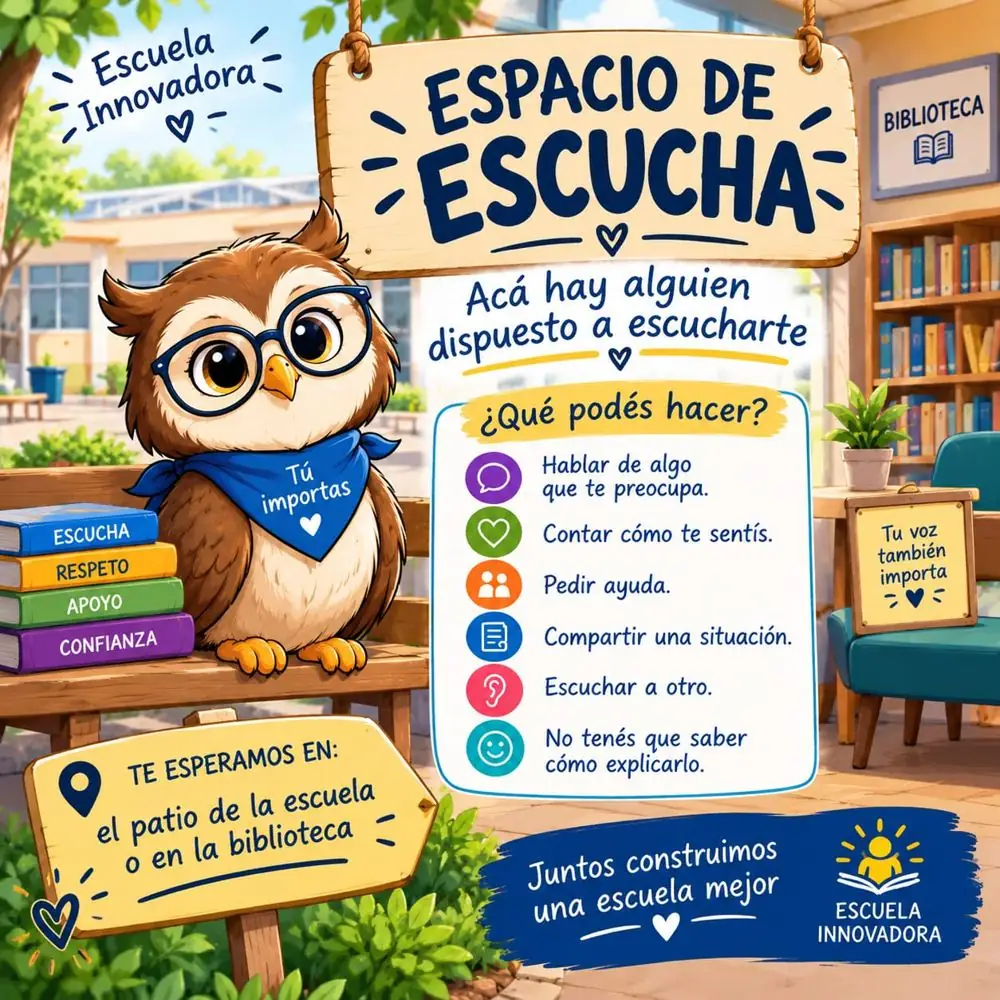 Escuela
Innovadora
ESPACIO DE
ESCUCHA
BIBLIOTECA
Acá hay alguien
dispuesto a escucharte
¿Qué podés hacer?
Hablar de algo
que te preocupa.
Contar cómo te sentís.
Pedir ayuda.
Compartir una situación.
Escuchar a otro.
No tenés que saber
cómo explicarlo.
Tú
importas
ESCUCHA
RESPETO
APOYO
CONFIANZA
Tu voz
también
importa
TE ESPERAMOS EN:
el patio de la escuela
o en la biblioteca
Juntos construimos
una escuela mejor
ESCUELA
INNOVADORA